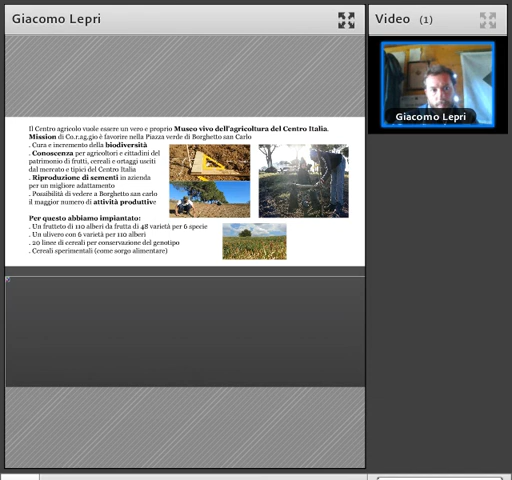 Giacomo Lepri
Video (1)
Giacomo Lepri
Il Centro agricolo vuole essere un vero e proprio Museo vivo dell'agricoltura del Centro Italia.
Mission di Co.r.ag.gio è favorire nella Piazza verde di Borghetto san Carlo
. Cura e incremento della biodiversità
. Conoscenza per agricoltori e cittadini del
patrimonio di frutti, cereali e ortaggi usciti
dal mercato e tipici del Centro Italia
. Riproduzione di sementi in azienda
per un migliore adattamento
. Possibilità di vedere a Borghetto san carlo
il maggior numero di attività produttive
Per questo abbiamo impiantato:
. Un frutteto di 110 alberi da frutta di 48 varietà per 6 specie
. Un uliveto con 6 varietà per 110 alberi
. 20 linee di cereali per conservazione del genotipo
. Cereali sperimentali (come sorgo alimentare)